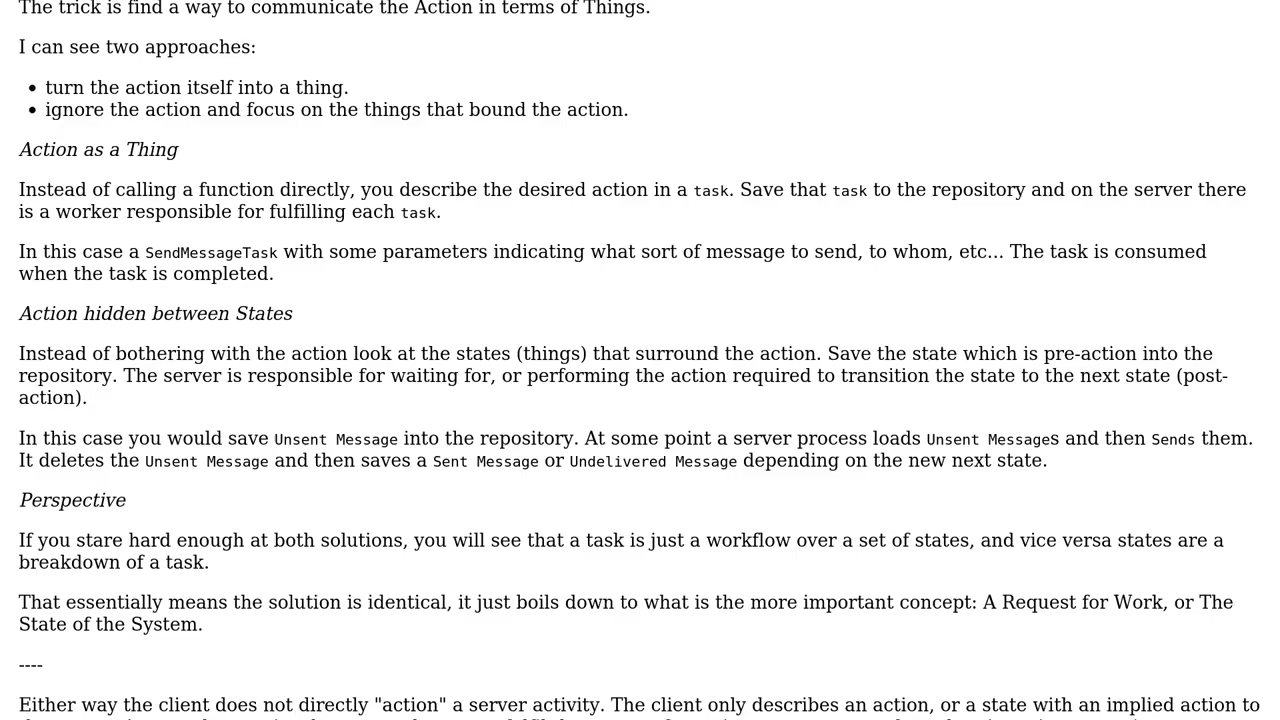 The trick is find a way to communicate the Action in terms of Things.
I can see two approaches:
• turn the action itself into a thing.
• ignore the action and focus on the things that bound the action.
Action as a Thing
Instead of calling a function directly, you describe the desired action in a task. Save that task to the repository and on the server there
is a worker responsible for fulfilling each task.
In this case a SendMessageTask with some parameters indicating what sort of message to send, to whom, etc... The task is consumed
when the task is completed.
Action hidden between States
Instead of bothering with the action look at the states (things) that surround the action. Save the state which is pre-action into the
repository. The server is responsible for waiting for, or performing the action required to transition the state to the next state (post-
action).
In this case you would save Unsent Message into the repository. At some point a server process loads Unsent Messages and then Sends them.
It deletes the Unsent Message and then saves a Sent Message or Undelivered Message depending on the new next state.
Perspective
If you stare hard enough at both solutions, you will see that a task is just a workflow over a set of states, and vice versa states are a
breakdown of a task.
That essentially means the solution is identical, it just boils down to what is the more important concept: A Request for Work, or The
State of the System.
----
Either way the client does not directly "action" a server activity. The client only describes an action, or a state with an implied action to